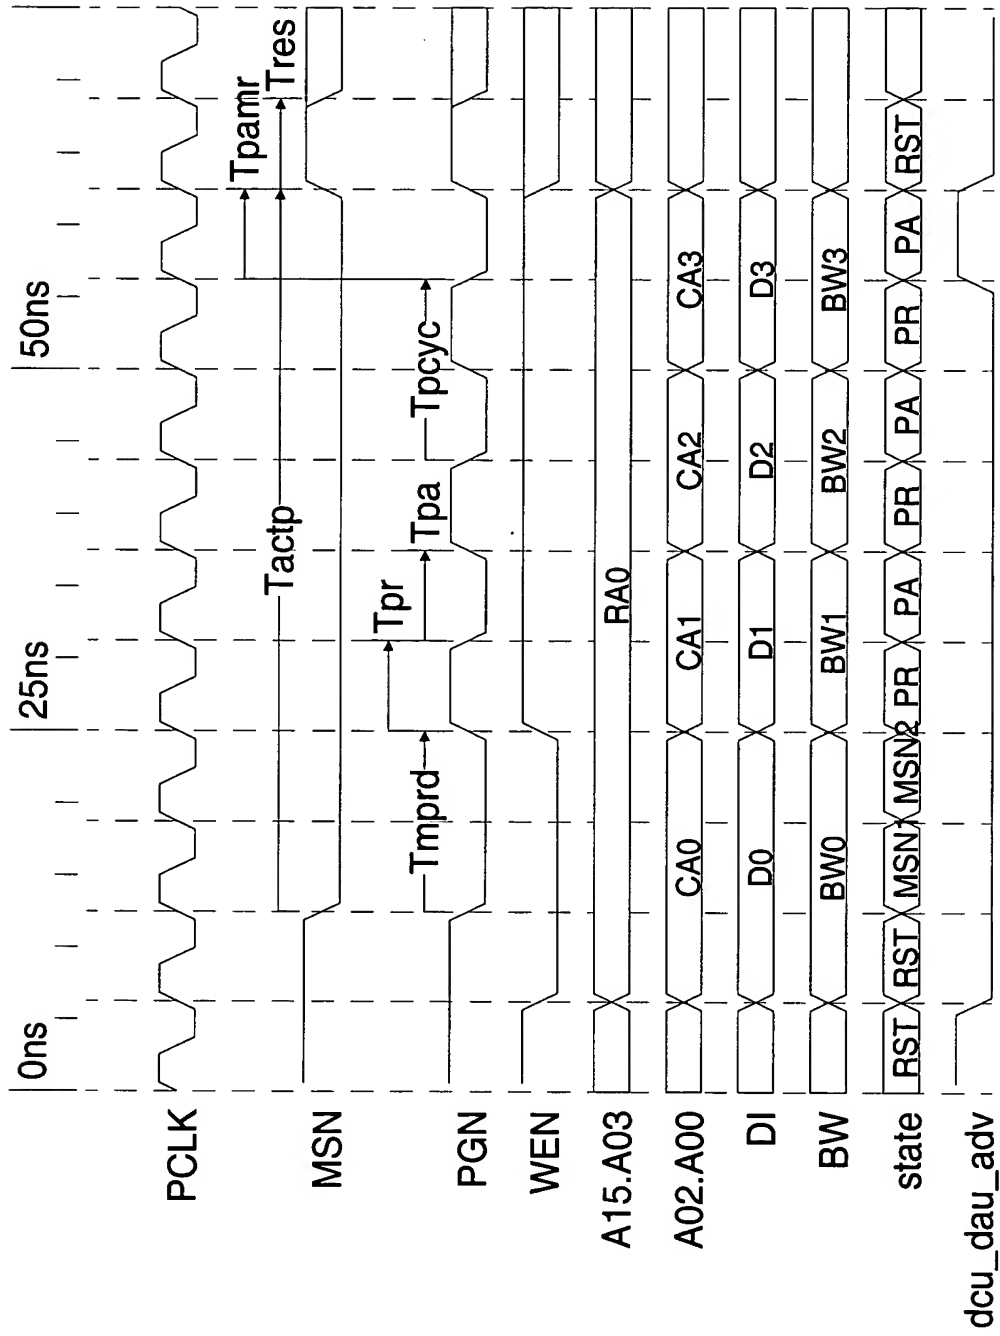 0ns 25ns 50ns
PCLK
Tpamr
MSN Tactp Tres
Tpr
PGN Tmprd Tpa Tpcyc
WEN
A15.A03 RA0
A02.A00 CA0 CA1 CA2 CA3
DI D0 D1 D2 D3
BW BW0 BW1 BW2 BW3
state RST RST MSN1 MSN2 PR PA PR PA PR PA RST
dcu_dau_adv